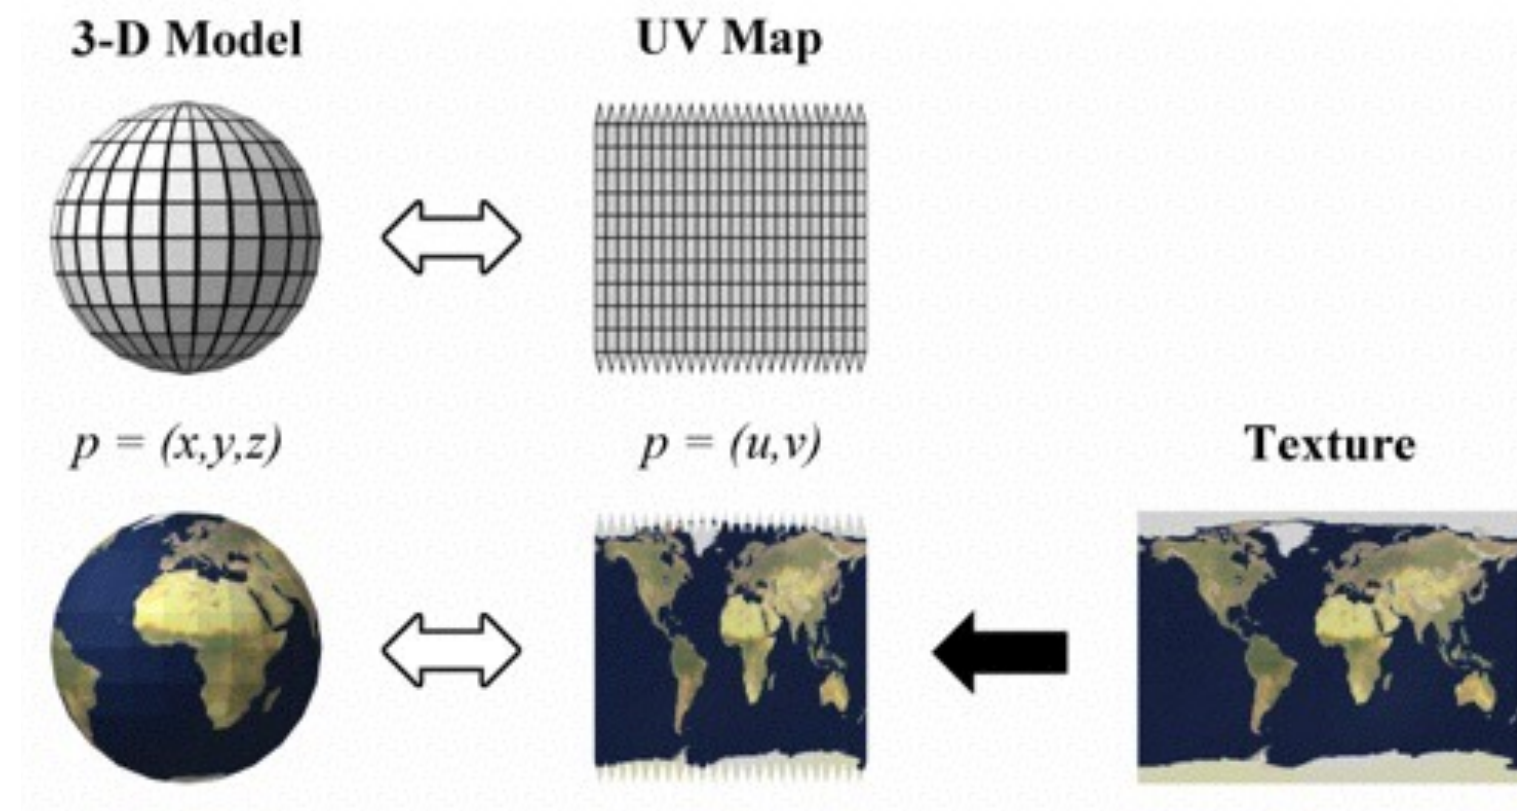 3-D Model
UV Map
p = (x,y,z)
p = (u,v)
Texture